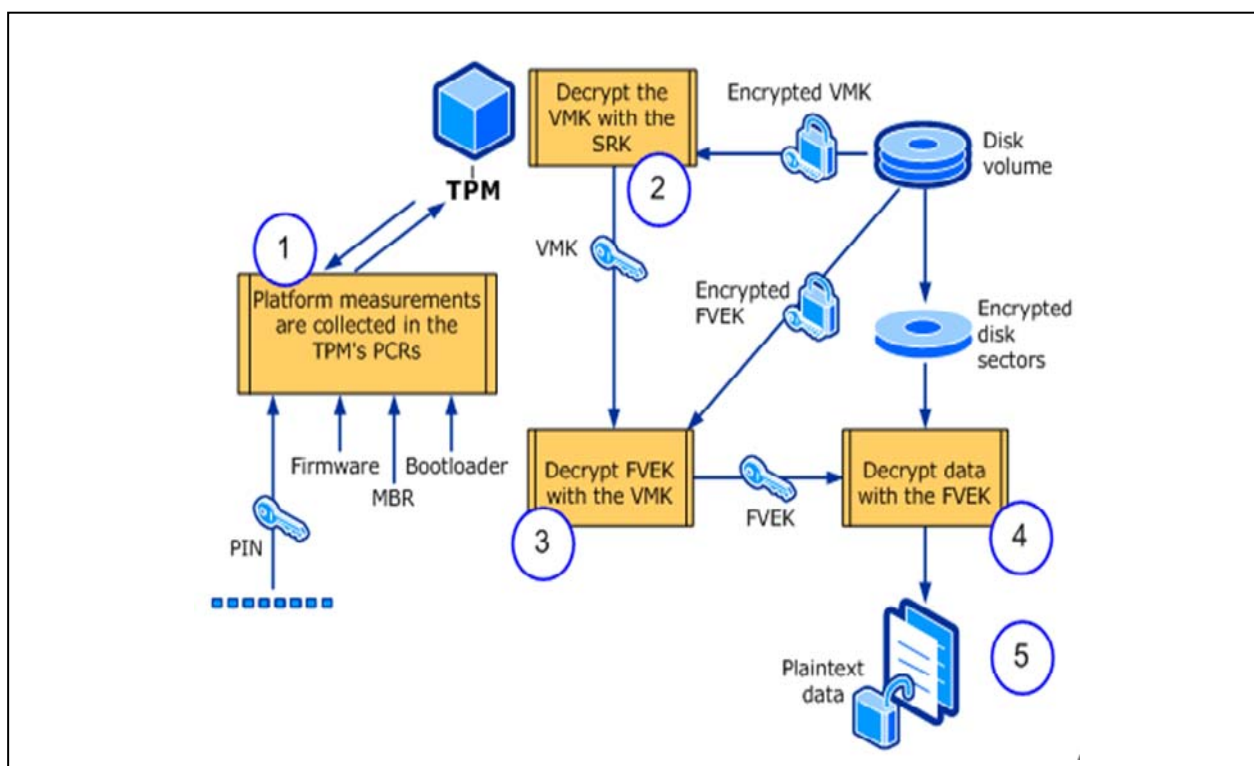 TPM
1
Platform measurements
are collected in the
TPM's PCRs
Firmware
MBR
Bootloader
PIN
Decrypt the
VMK with the
SRK
2
Encrypted VMK
Disk
volume
VMK
Encrypted
FVEK
Encrypted
disk
sectors
Decrypt FVEK
with the VMK
3
FVEK
Decrypt data
with the FVEK
4
Plaintext
data
5